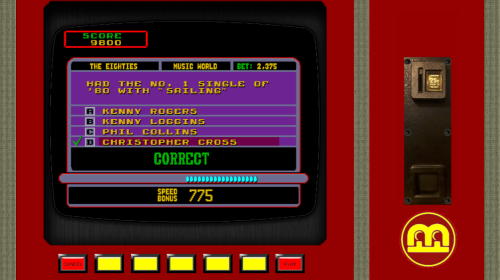 SCORE
9800
THE EIGHTIES
MUSIC WORLD
BET: 2,375
HAD THE NO. 1 SINGLE OF
'80 WITH "SAILING"
A KENNY ROGERS
B KENNY LOGGINS
C PHIL COLLINS
D CHRISTOPHER CROSS
CORRECT
SPEED
BONUS 775